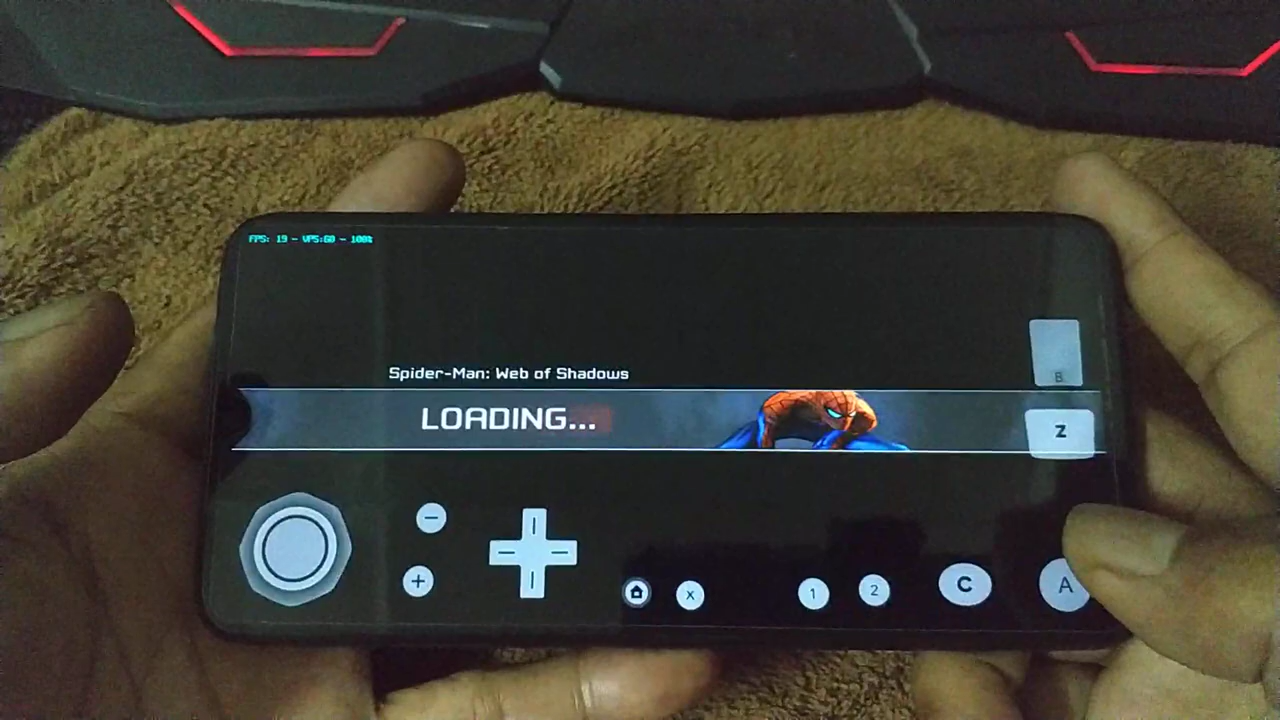 FPS: 19 - VPS:60 - 100%
Spider-Man: Web of Shadows
LOADING...
B
Z
C
A
X
1
2